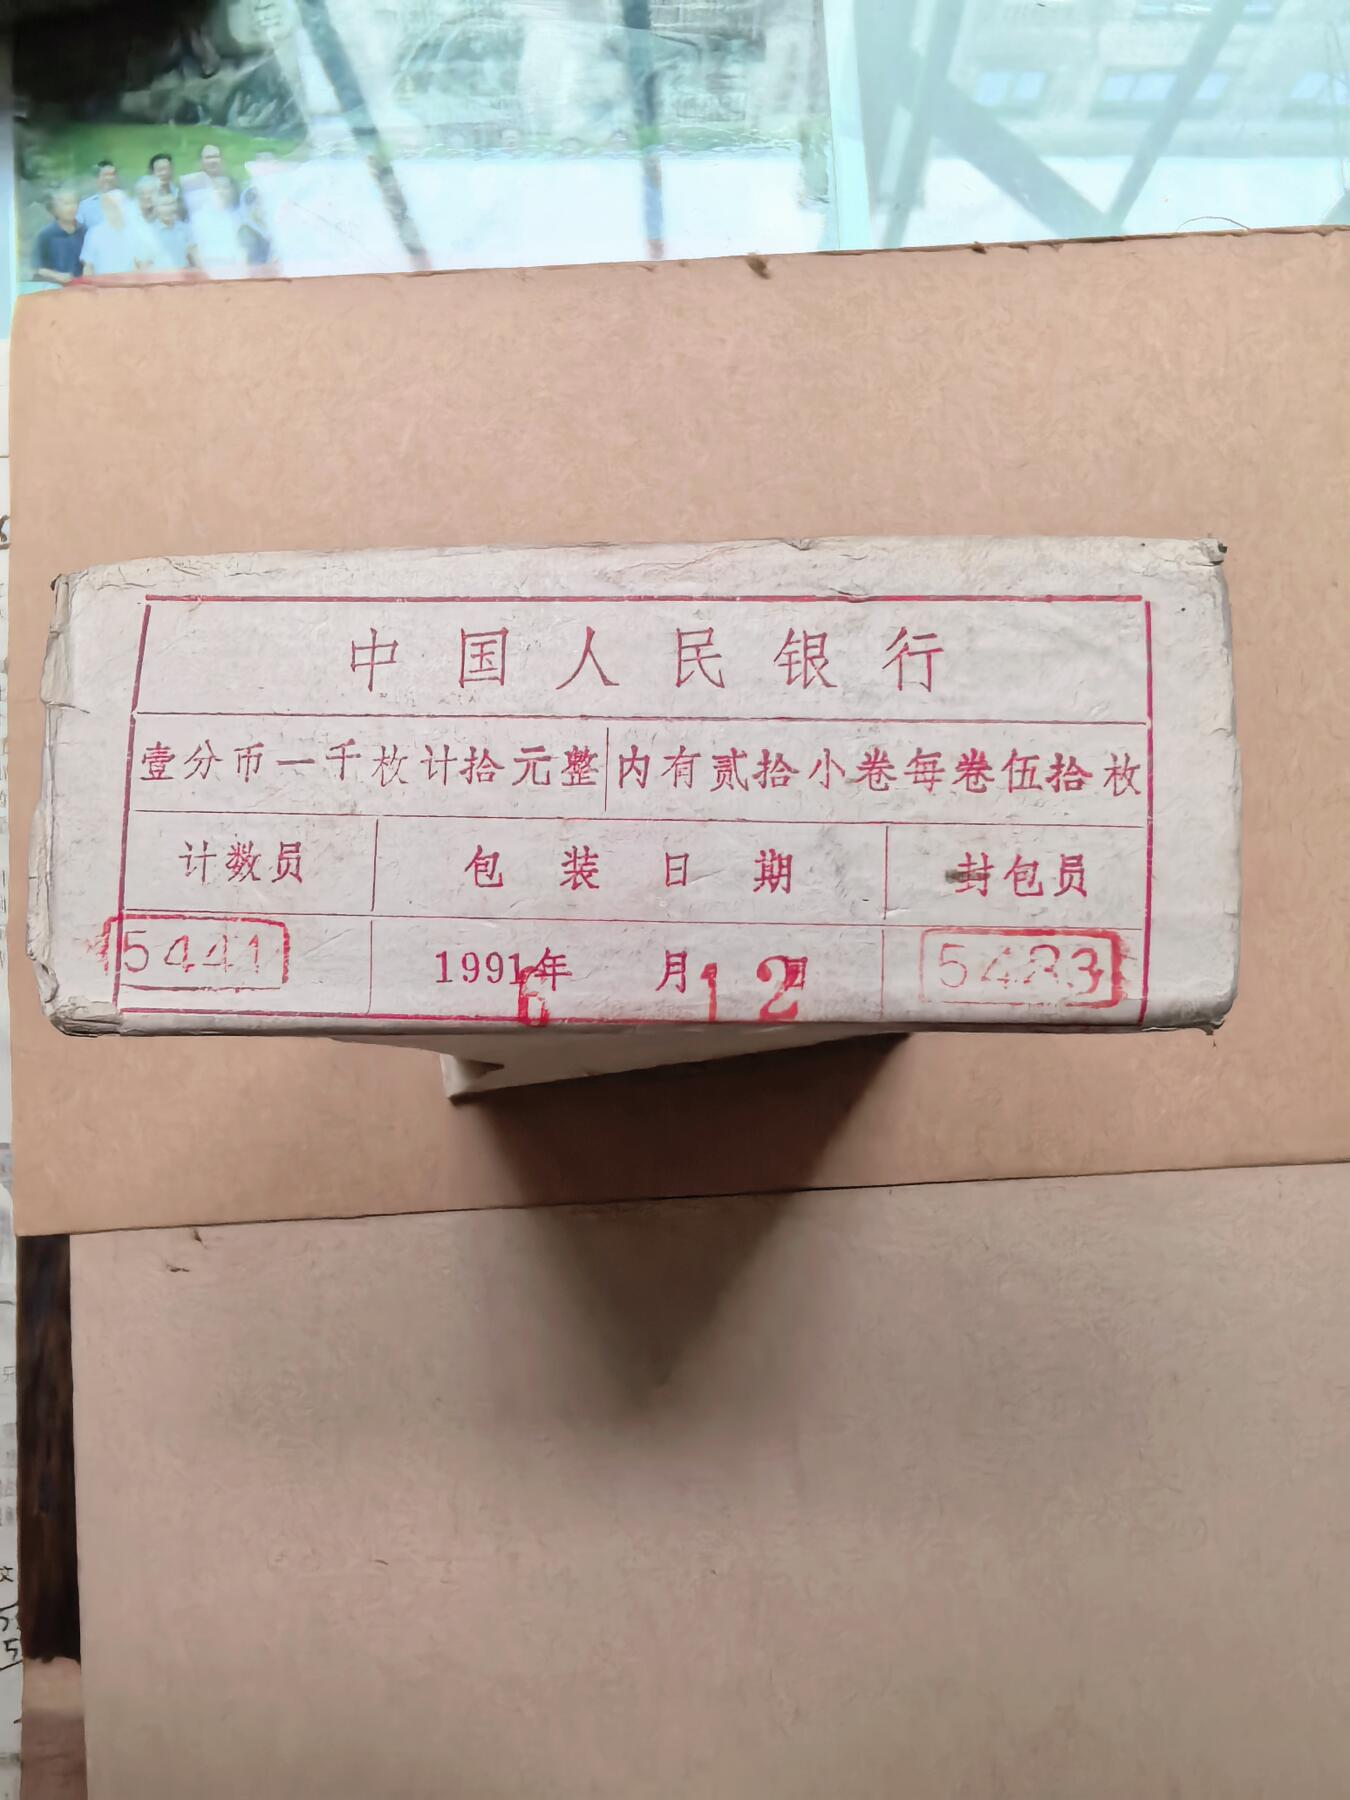 中国人民银行
壹分币一千枚计拾元整 内有贰拾小卷每卷伍拾枚
计数员 包装日期 封包员
5441 1991年 6 月 12 日 5483